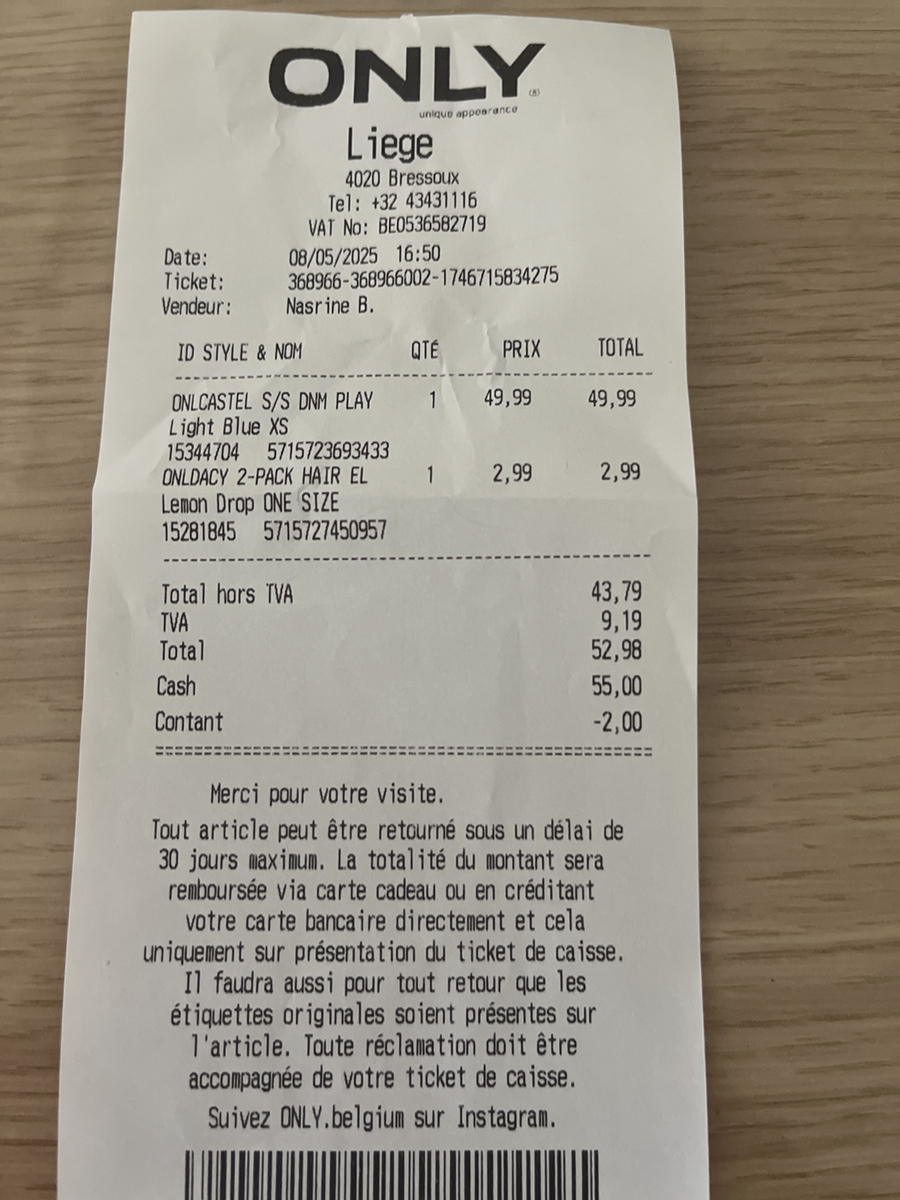 ONLY
unique appearance
Liege
4020 Bressoux
Tel: +32 43431116
VAT No: BE0536582719
Date: 08/05/2025 16:50
Ticket: 368966-368966002-1746715834275
Vendeur: Nasrine B.
ID STYLE & NOM QTÉ PRIX TOTAL
ONLCASTEL S/S DNM PLAY 1 49,99 49,99
Light Blue XS
15344704 5715723693433
ONLDACY 2-PACK HAIR EL 1 2,99 2,99
Lemon Drop ONE SIZE
15281845 5715727450957
Total hors TVA 43,79
TVA 9,19
Total 52,98
Cash 55,00
Contant -2,00
Merci pour votre visite.
Tout article peut être retourné sous un délai de
30 jours maximum. La totalité du montant sera
remboursée via carte cadeau ou en créditant
votre carte bancaire directement et cela
uniquement sur présentation du ticket de caisse.
Il faudra aussi pour tout retour que les
étiquettes originales soient présentes sur
l'article. Toute réclamation doit être
accompagnée de votre ticket de caisse.
Suivez ONLY.belgium sur Instagram.